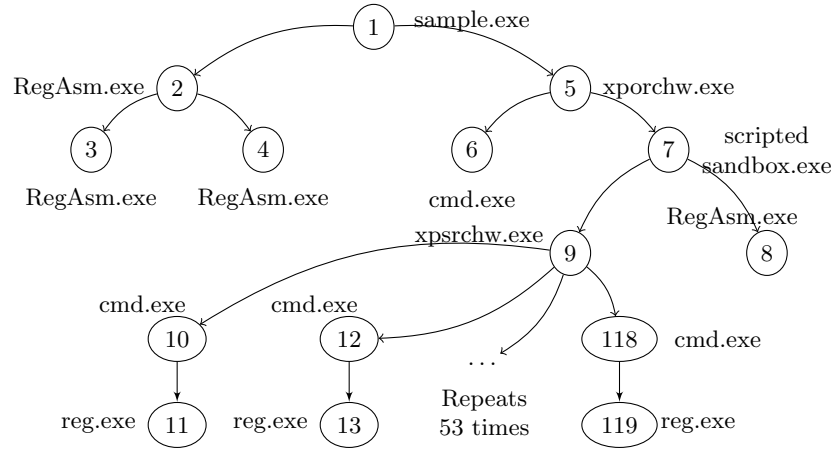 1 sample.exe
RegAsm.exe 2 5 xporchw.exe
3 4 6 7 scripted
sandbox.exe
RegAsm.exe RegAsm.exe cmd.exe RegAsm.exe
xpsrchw.exe 9 8
cmd.exe cmd.exe
10 12 118 cmd.exe
...
Repeats
reg.exe 11 reg.exe 13 53 times 119 reg.exe